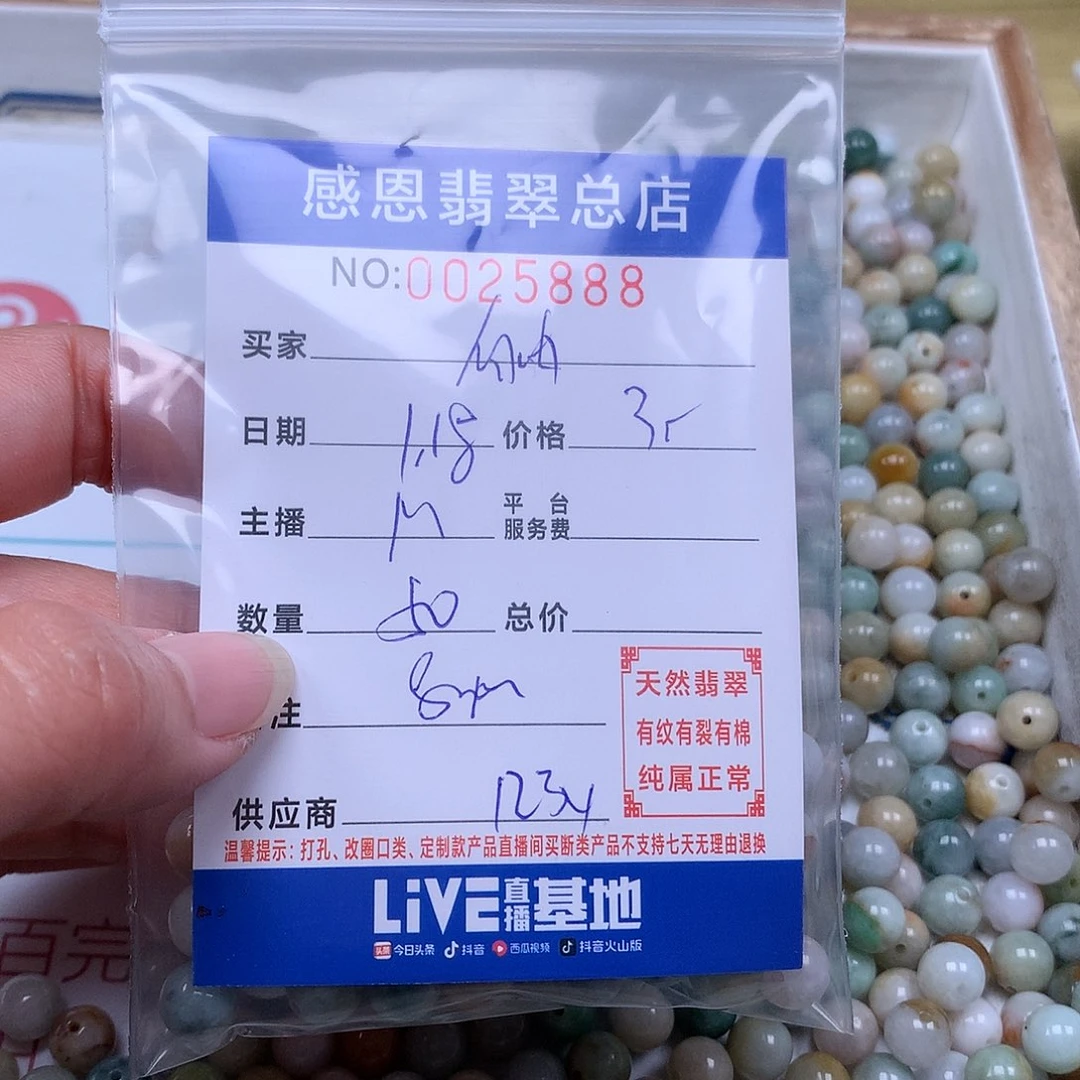 感恩翡翠总店
NO:0025888
买家
日期 1.18 价格 35
主播 M 平台服务费
数量 50 总价
注 8mm
天然翡翠
有纹有裂有棉
纯属正常
供应商
温馨提示：打孔、改圈口类、定制款产品直播间买断类产品不支持七天无理由退换
LiVE直播基地
头条 今日头条 抖音 西瓜视频 抖音火山版
百完